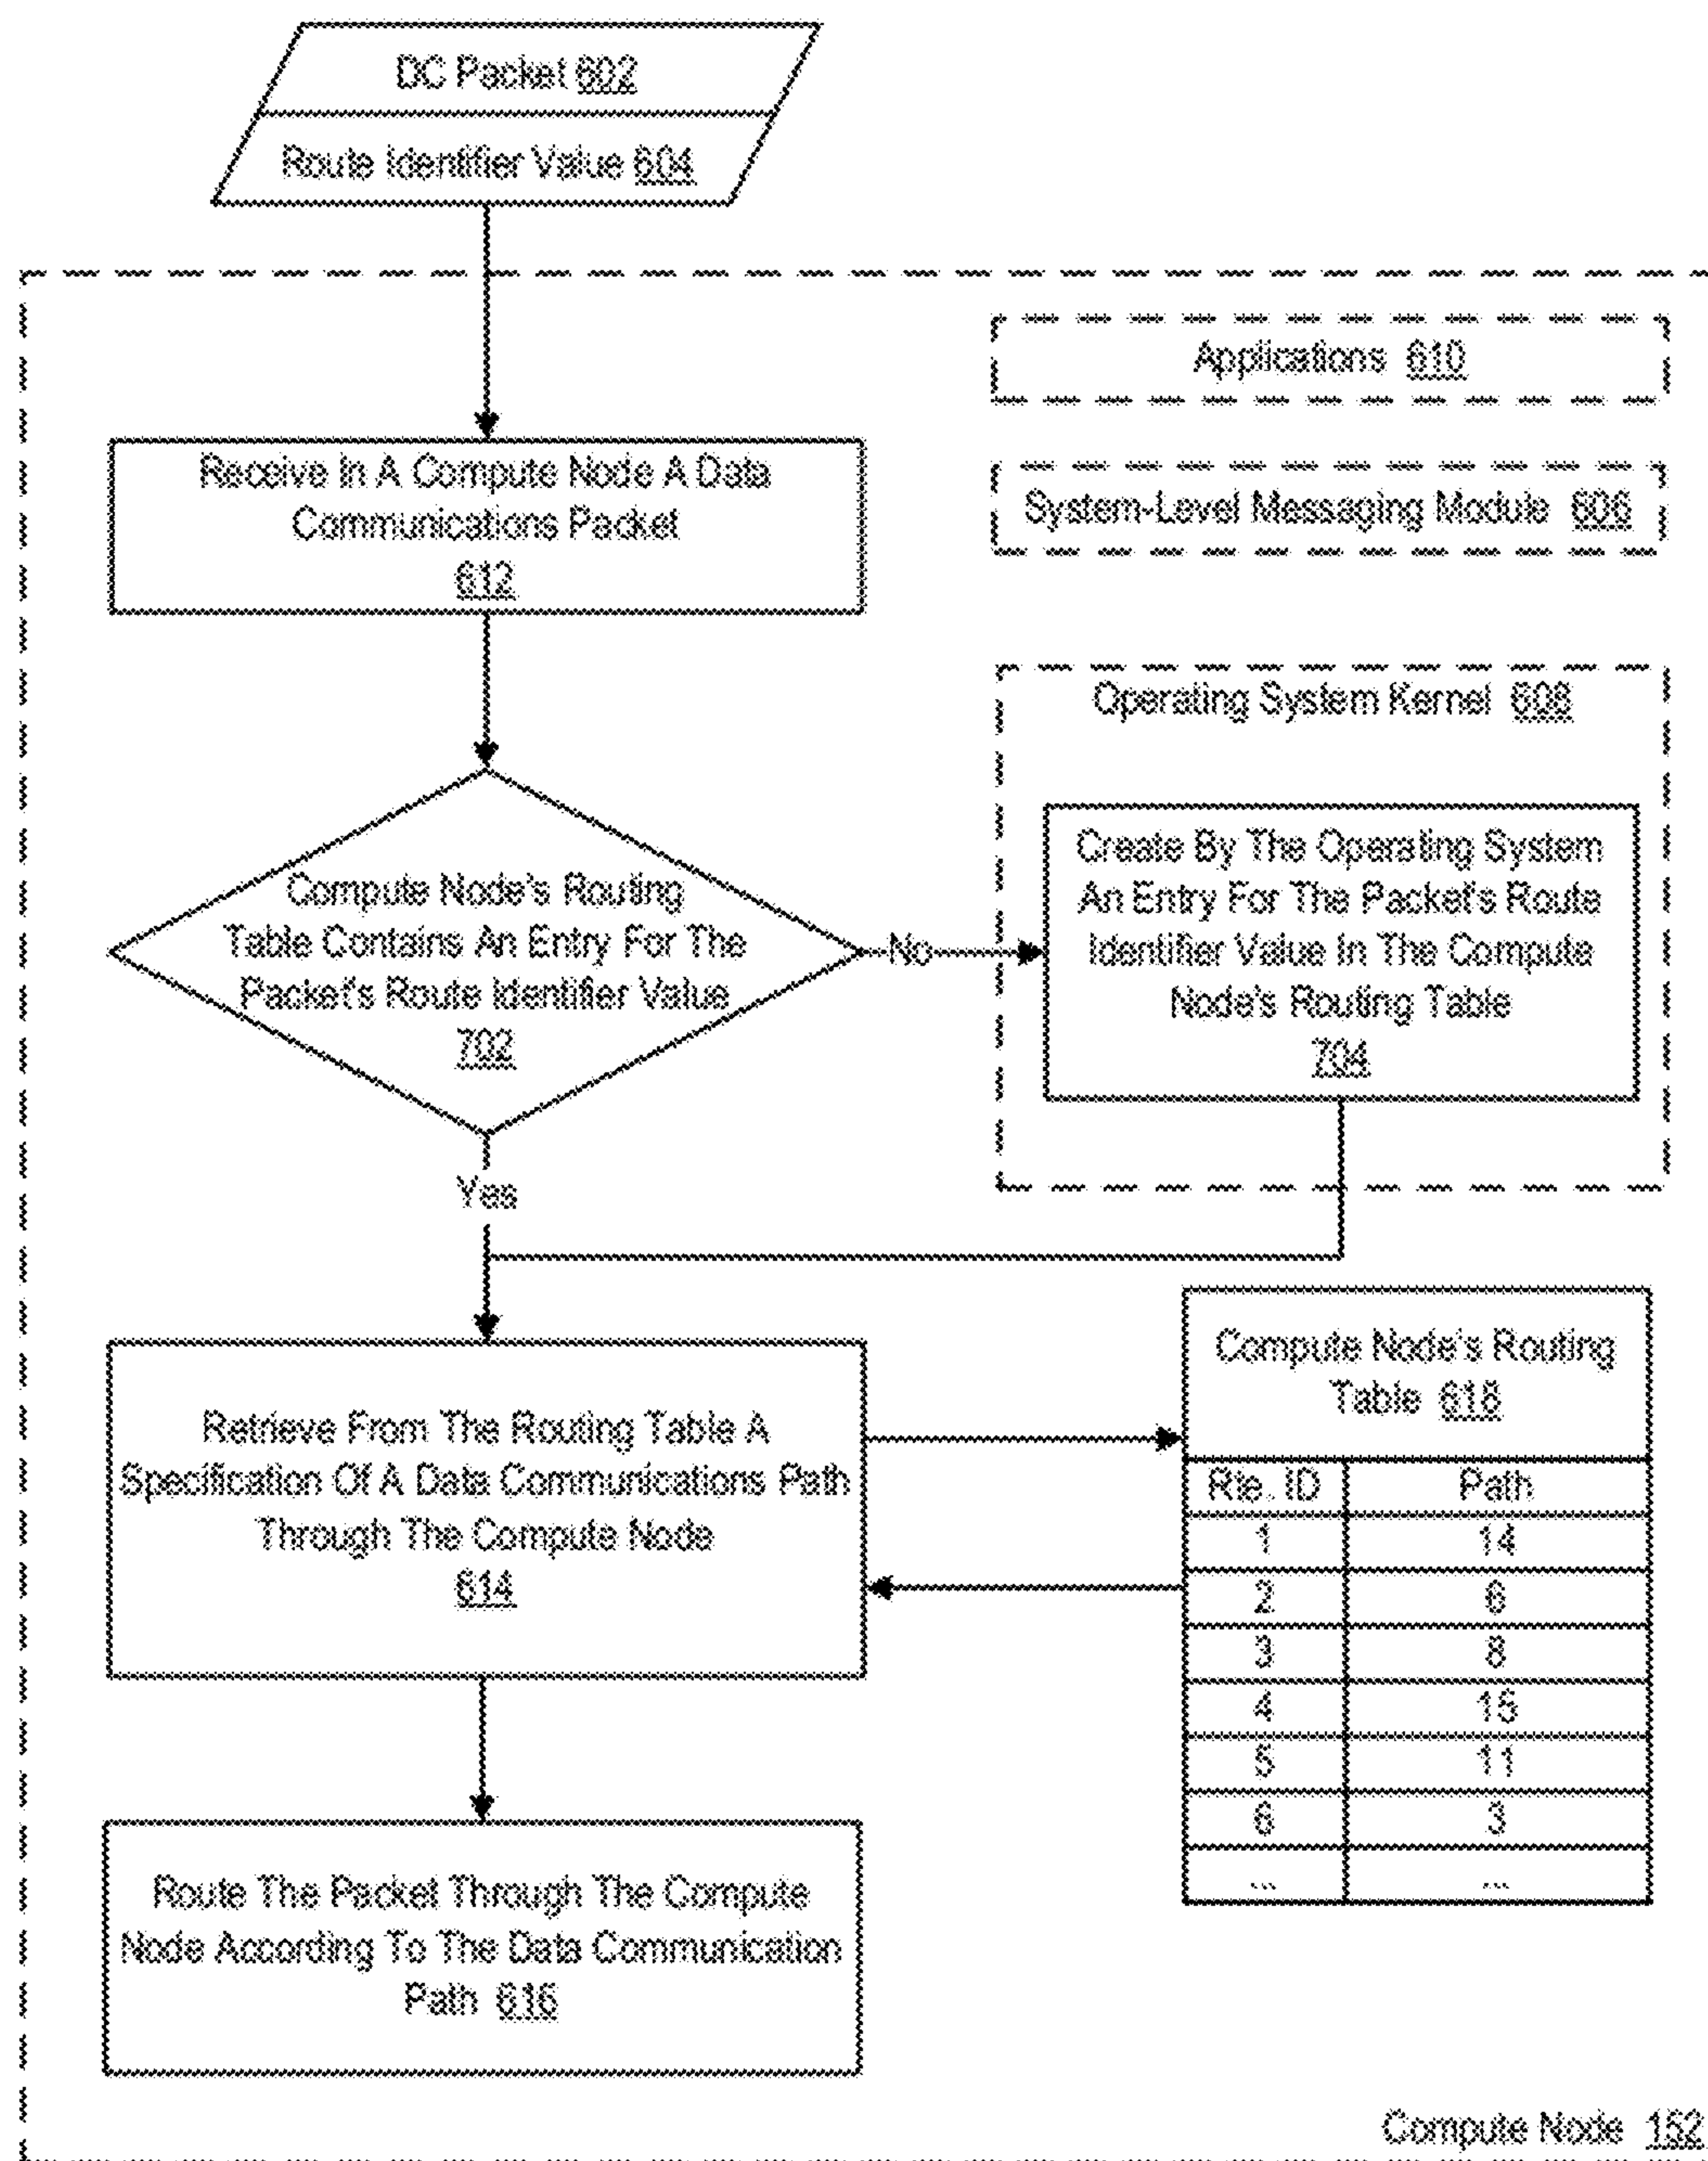 DC Packet 602
Route Identifier Value 604
Applications 610
Receive In A Compute Node A Data
Communications Packet
612
System-Level Messaging Module 606
Operating System Kernel 608
Compute Node's Routing
Table Contains An Entry For The
Packet's Route Identifier Value
702
No
Create By The Operating System
An Entry For The Packet's Route
Identifier Value In The Compute
Node's Routing Table
704
Yes
Retrieve From The Routing Table A
Specification Of A Data Communications Path
Through The Compute Node
614
Compute Node's Routing
Table 618
Rte. ID Path
1 14
2 6
3 8
4 15
5 11
6 3
... ...
Route The Packet Through The Compute
Node According To The Data Communication
Path 616
Compute Node 152